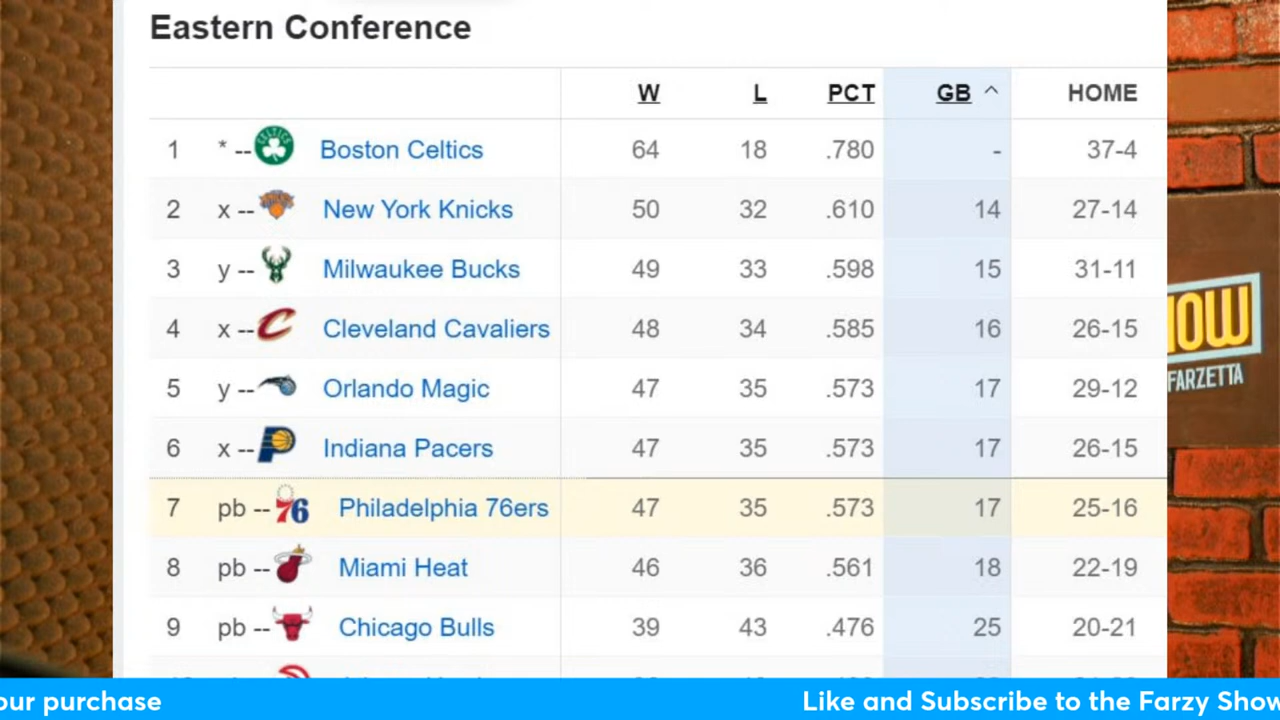 Eastern Conference
W L PCT GB HOME
1 * -- Boston Celtics 64 18 .780 - 37-4
2 x -- New York Knicks 50 32 .610 14 27-14
3 y -- Milwaukee Bucks 49 33 .598 15 31-11
4 x -- Cleveland Cavaliers 48 34 .585 16 26-15
5 y -- Orlando Magic 47 35 .573 17 29-12
6 x -- Indiana Pacers 47 35 .573 17 26-15
7 pb -- 76 Philadelphia 76ers 47 35 .573 17 25-16
8 pb -- Miami Heat 46 36 .561 18 22-19
9 pb -- Chicago Bulls 39 43 .476 25 20-21
FARZETTA
our purchase Like and Subscribe to the Farzy Show